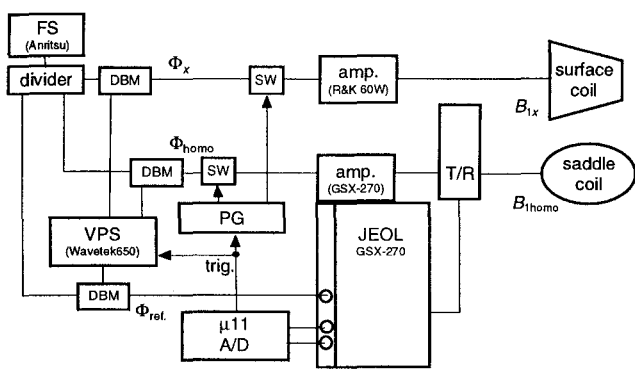 FS
(Anritsu)
divider
DBM
Φx
SW
amp.
(R&K 60W)
surface
coil
B1x
Φhomo
DBM
SW
amp.
(GSX-270)
T/R
saddle
coil
B1homo
VPS
(Wavetek650)
PG
JEOL
GSX-270
trig.
DBM
Φref.
μ11
A/D